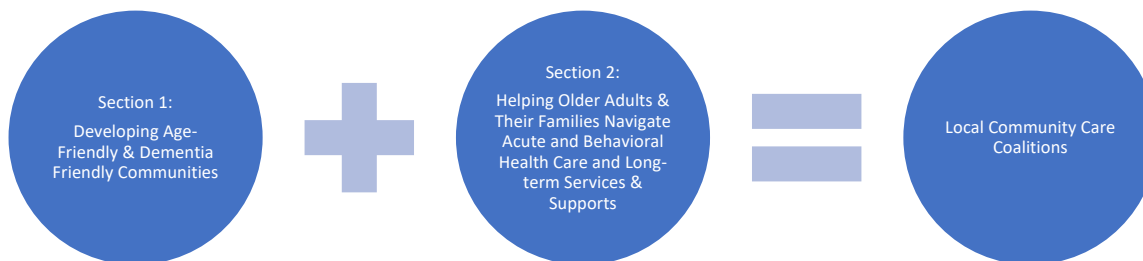 Section 1:
Developing Age-
Friendly & Dementia
Friendly Communities
Section 2:
Helping Older Adults &
Their Families Navigate
Acute and Behavioral
Health Care and Long-
term Services &
Supports
Local Community Care
Coalitions